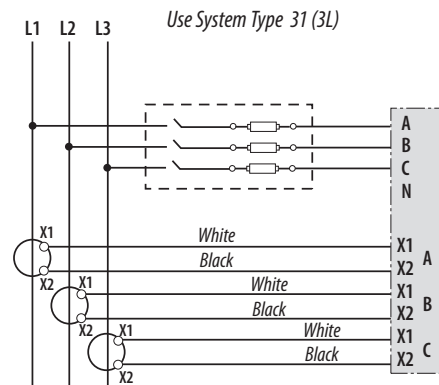 Use System Type 31 (3L)
L1 L2 L3
A
B
C
N
X1 White X1
A
X2 Black X2
X1 White X1
B
X2 Black X2
X1 White X1
C
X2 Black X2